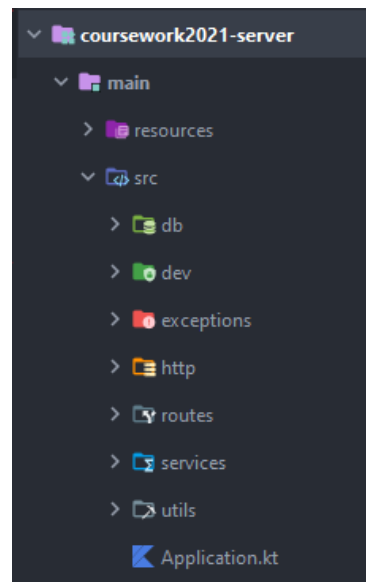 coursework2021-server
main
resources
src
db
dev
exceptions
http
routes
services
utils
Application.kt